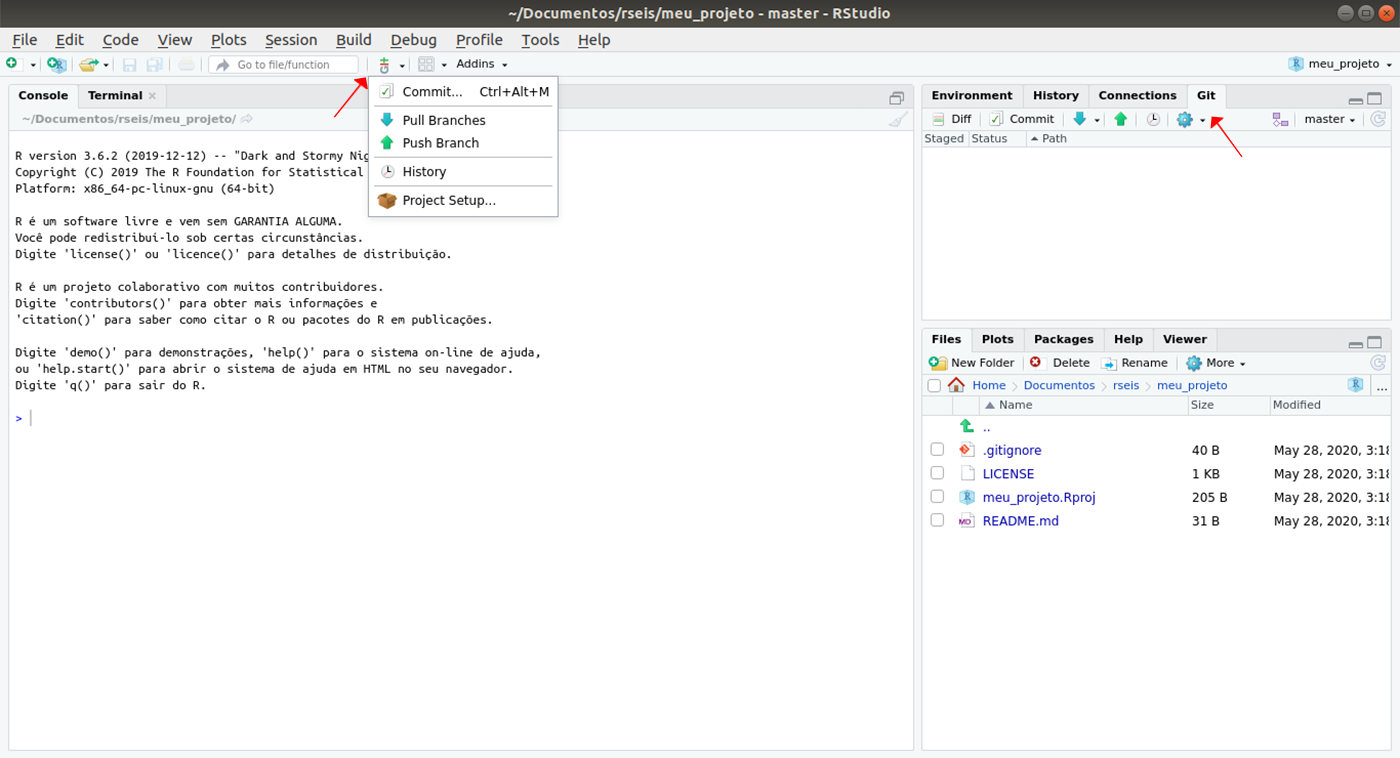 ~/Documentos/rseis/meu_projeto - master - RStudio
File Edit Code View Plots Session Build Debug Profile Tools Help
Go to file/function Addins meu_projeto
Commit... Ctrl+Alt+M
Pull Branches
Push Branch
History
Project Setup...
Console Terminal
~/Documentos/rseis/meu_projeto/
R version 3.6.2 (2019-12-12) -- "Dark and Stormy Nig
Copyright (C) 2019 The R Foundation for Statistical
Platform: x86_64-pc-linux-gnu (64-bit)
R é um software livre e vem sem GARANTIA ALGUMA.
Você pode redistribuí-lo sob certas circunstâncias.
Digite 'license()' ou 'licence()' para detalhes de distribuição.
R é um projeto colaborativo com muitos contribuidores.
Digite 'contributors()' para obter mais informações e
'citation()' para saber como citar o R ou pacotes do R em publicações.
Digite 'demo()' para demonstrações, 'help()' para o sistema on-line de ajuda,
ou 'help.start()' para abrir o sistema de ajuda em HTML no seu navegador.
Digite 'q()' para sair do R.
>
Environment History Connections Git
Diff Commit master
Staged Status Path
Files Plots Packages Help Viewer
New Folder Delete Rename More
Home Documentos rseis meu_projeto ...
Name Size Modified
..
.gitignore 40 B May 28, 2020, 3:18
LICENSE 1 KB May 28, 2020, 3:18
meu_projeto.Rproj 205 B May 28, 2020, 3:18
README.md 31 B May 28, 2020, 3:18